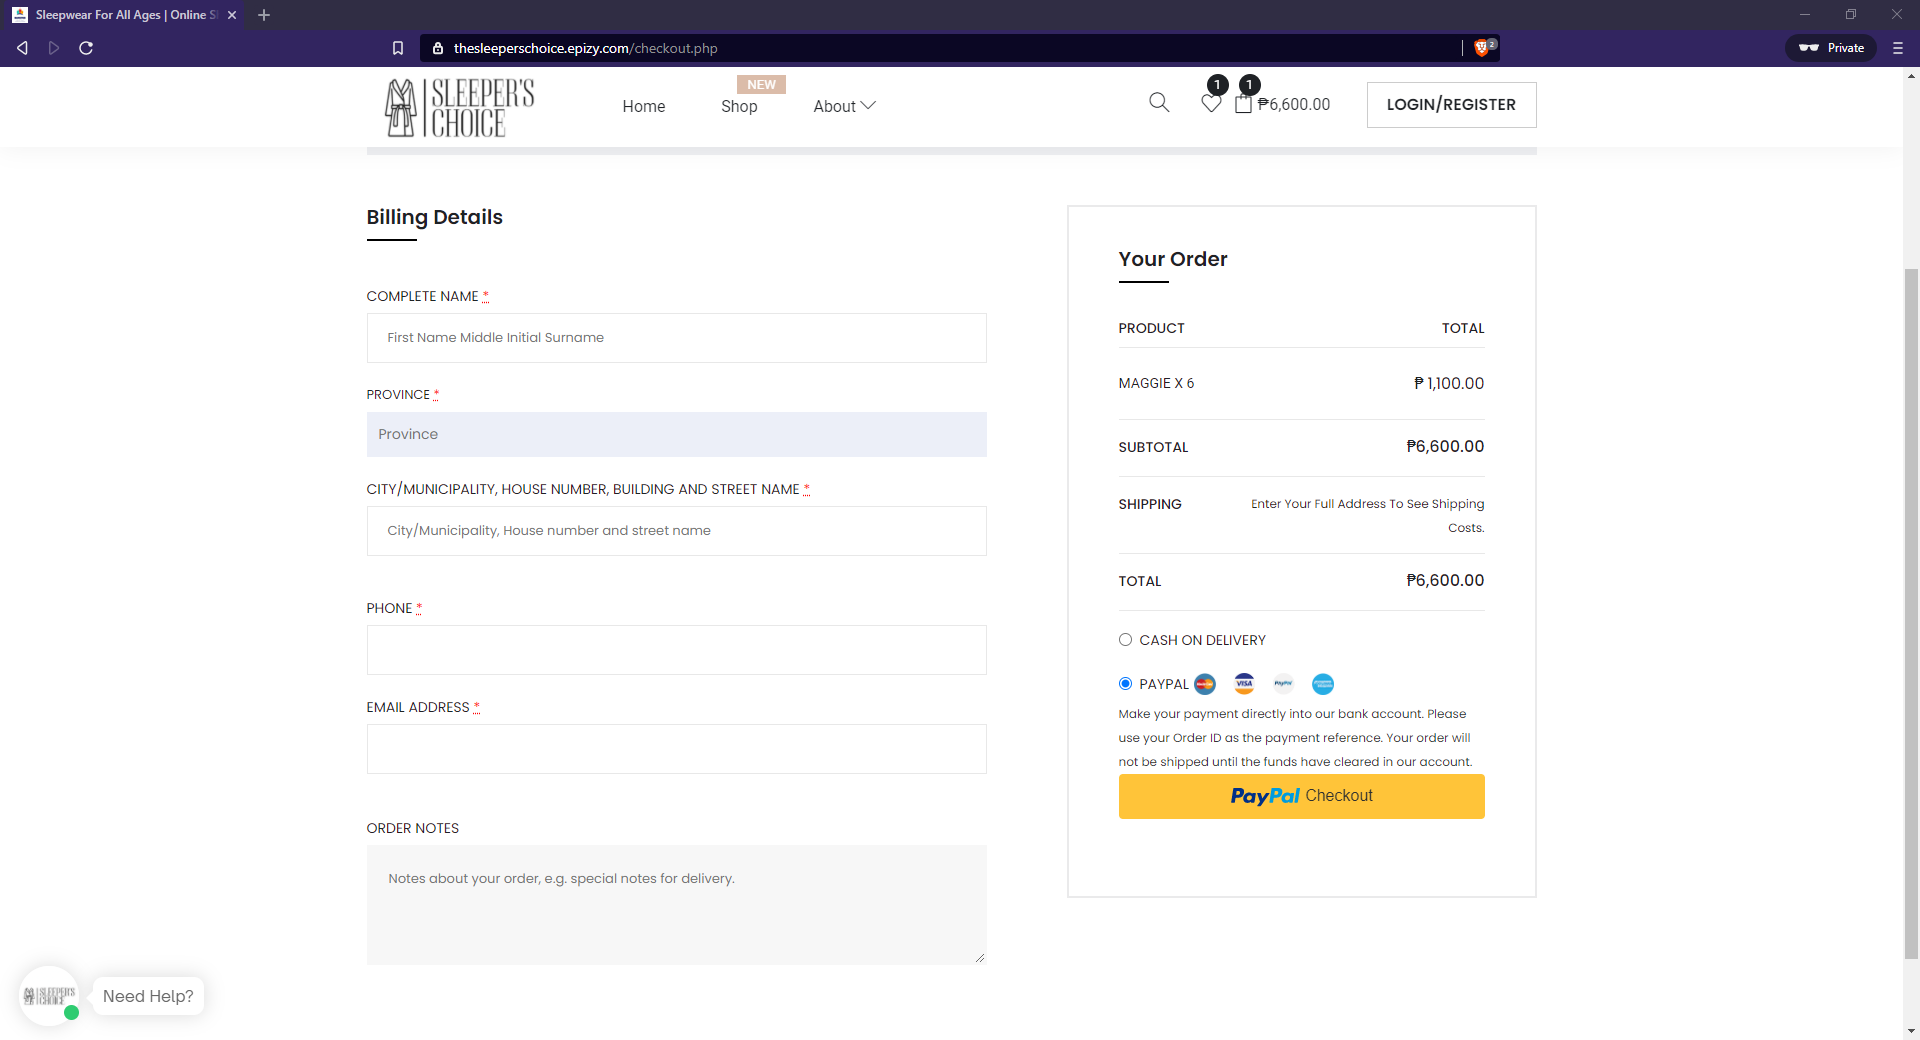 Sleepwear For All Ages | Online S
thesleeperschoice.epizy.com/checkout.php
2
Private
SLEEPER'S
CHOICE
Home
NEW
Shop
About
1
1
₱6,600.00
LOGIN/REGISTER
Billing Details
COMPLETE NAME *
First Name Middle Initial Surname
PROVINCE *
Province
CITY/MUNICIPALITY, HOUSE NUMBER, BUILDING AND STREET NAME *
City/Municipality, House number and street name
PHONE *
EMAIL ADDRESS *
ORDER NOTES
Notes about your order, e.g. special notes for delivery.
Your Order
PRODUCT TOTAL
MAGGIE X 6 ₱ 1,100.00
SUBTOTAL ₱6,600.00
SHIPPING Enter Your Full Address To See Shipping
Costs.
TOTAL ₱6,600.00
CASH ON DELIVERY
PAYPAL VISA PayPal
Make your payment directly into our bank account. Please
use your Order ID as the payment reference. Your order will
not be shipped until the funds have cleared in our account.
PayPal Checkout
SLEEPER'S
CHOICE
Need Help?